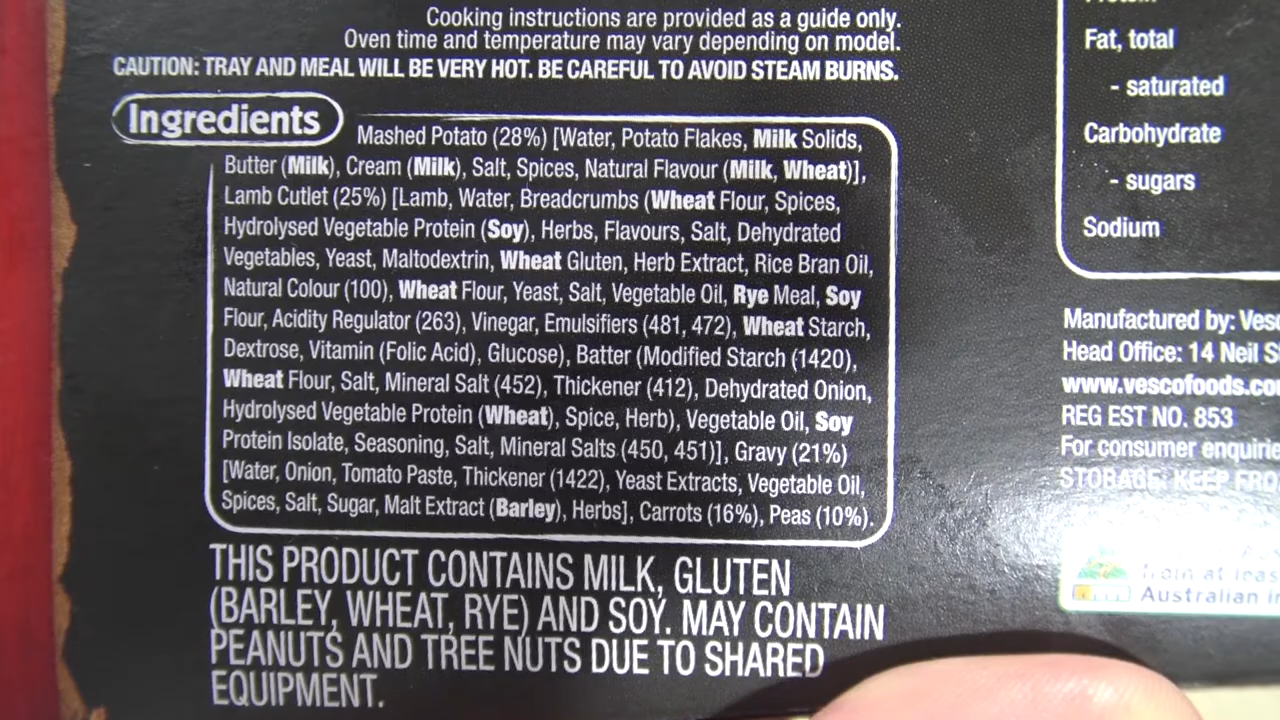 Cooking instructions are provided as a guide only.
Oven time and temperature may vary depending on model.
CAUTION: TRAY AND MEAL WILL BE VERY HOT. BE CAREFUL TO AVOID STEAM BURNS.
Ingredients
Mashed Potato (28%) [Water, Potato Flakes, Milk Solids,
Butter (Milk), Cream (Milk), Salt, Spices, Natural Flavour (Milk, Wheat)],
Lamb Cutlet (25%) [Lamb, Water, Breadcrumbs (Wheat Flour, Spices,
Hydrolysed Vegetable Protein (Soy), Herbs, Flavours, Salt, Dehydrated
Vegetables, Yeast, Maltodextrin, Wheat Gluten, Herb Extract, Rice Bran Oil,
Natural Colour (100), Wheat Flour, Yeast, Salt, Vegetable Oil, Rye Meal, Soy
Flour, Acidity Regulator (263), Vinegar, Emulsifiers (481, 472), Wheat Starch,
Dextrose, Vitamin (Folic Acid), Glucose), Batter (Modified Starch (1420),
Wheat Flour, Salt, Mineral Salt (452), Thickener (412), Dehydrated Onion,
Hydrolysed Vegetable Protein (Wheat), Spice, Herb), Vegetable Oil, Soy
Protein Isolate, Seasoning, Salt, Mineral Salts (450, 451)], Gravy (21%)
[Water, Onion, Tomato Paste, Thickener (1422), Yeast Extracts, Vegetable Oil,
Spices, Salt, Sugar, Malt Extract (Barley), Herbs], Carrots (16%), Peas (10%).
THIS PRODUCT CONTAINS MILK, GLUTEN
(BARLEY, WHEAT, RYE) AND SOY. MAY CONTAIN
PEANUTS AND TREE NUTS DUE TO SHARED
EQUIPMENT.
Fat, total
- saturated
Carbohydrate
- sugars
Sodium
Manufactured by: Vesc
Head Office: 14 Neil S
www.vescofoods.co
REG EST NO. 853
For consumer enquirie
STORAGE: KEEP FRO
from at leas
Australian in